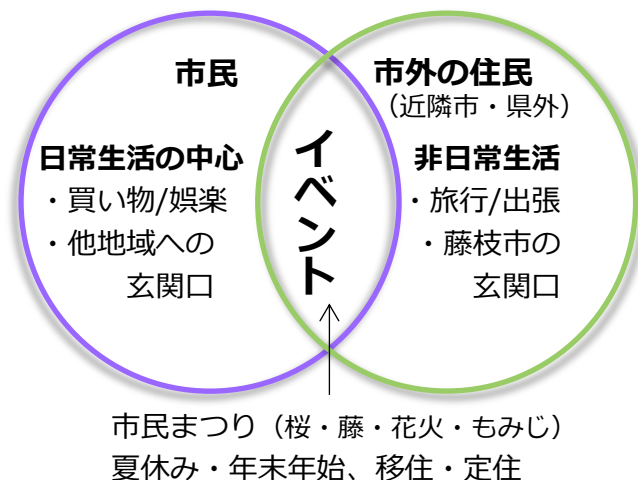 市民
日常生活の中心
・買い物/娯楽
・他地域への
玄関口
イベント
市外の住民
（近隣市・県外）
非日常生活
・旅行/出張
・藤枝市の
玄関口
市民まつり（桜・藤・花火・もみじ）
夏休み・年末年始、移住・定住